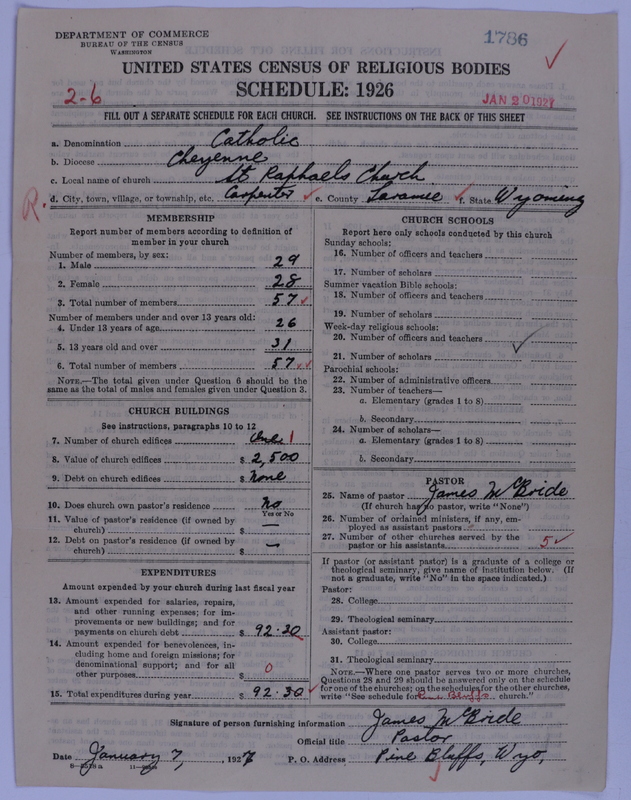 DEPARTMENT OF COMMERCE
BUREAU OF THE CENSUS
WASHINGTON
1786
UNITED STATES CENSUS OF RELIGIOUS BODIES
SCHEDULE: 1926
2-6
JAN 20 1927
FILL OUT A SEPARATE SCHEDULE FOR EACH CHURCH. SEE INSTRUCTIONS ON THE BACK OF THIS SHEET
a. Denomination Catholic
b. Diocese Cheyenne
c. Local name of church St Raphaels Church
R. d. City, town, village, or township, etc. Carpenter e. County Laramie f. State Wyoming
MEMBERSHIP
Report number of members according to definition of
member in your church
Number of members, by sex:
1. Male 29
2. Female 28
3. Total number of members 57
Number of members under and over 13 years old:
4. Under 13 years of age 26
5. 13 years old and over 31
6. Total number of members 57
NOTE.—The total given under Question 6 should be the
same as the total of males and females given under Question 3.
CHURCH BUILDINGS
See instructions, paragraphs 10 to 12
7. Number of church edifices 1
8. Value of church edifices $ 2,500
9. Debt on church edifices $ None
10. Does church own pastor's residence No
Yes or No
11. Value of pastor's residence (if owned by
church) $ —
12. Debt on pastor's residence (if owned by
church) $ —
EXPENDITURES
Amount expended by your church during last fiscal year
13. Amount expended for salaries, repairs,
and other running expenses; for im-
provements or new buildings; and for
payments on church debt $ 92.30
14. Amount expended for benevolences, in-
cluding home and foreign missions; for
denominational support; and for all
other purposes $ 0
15. Total expenditures during year $ 92.30
CHURCH SCHOOLS
Report here only schools conducted by this church
Sunday schools:
16. Number of officers and teachers
17. Number of scholars
Summer vacation Bible schools:
18. Number of officers and teachers
19. Number of scholars
Week-day religious schools:
20. Number of officers and teachers
21. Number of scholars
Parochial schools:
22. Number of administrative officers
23. Number of teachers—
a. Elementary (grades 1 to 8)
b. Secondary
24. Number of scholars—
a. Elementary (grades 1 to 8)
b. Secondary
PASTOR
25. Name of pastor James McBride
(If church has no pastor, write "None")
26. Number of ordained ministers, if any, em-
ployed as assistant pastors
27. Number of other churches served by the
pastor or his assistants 5
If pastor (or assistant pastor) is a graduate of a college or
theological seminary, give name of institution below. (If
not a graduate, write "No" in the space indicated.)
Pastor:
28. College
29. Theological seminary
Assistant pastor:
30. College
31. Theological seminary
NOTE.—Where one pastor serves two or more churches,
Questions 28 and 29 should be answered only on the schedule
for one of the churches; on the schedules for the other churches,
write "See schedule for Pine Bluffs church."
Signature of person furnishing information James McBride
Official title Pastor
Date January 7, 1927 P. O. Address Pine Bluffs, Wyo,